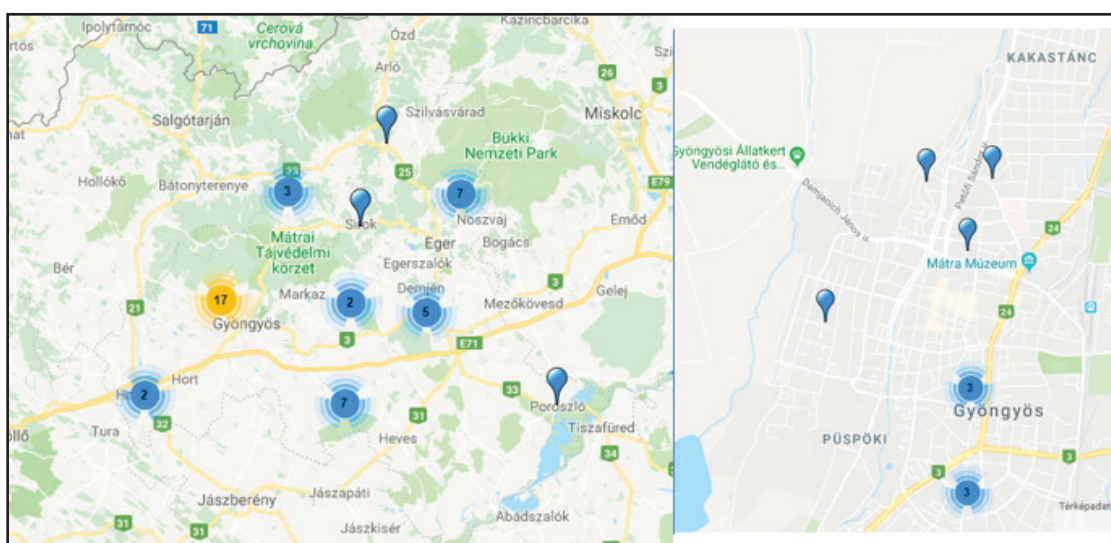 Ipolytarnóc
71
Cerová
vrchovina
Ózd
Kazincbarcika
Arló
3
26
Salgótarján
Szilvásvárad
Miskolc
Bükki
Nemzeti Park
Hollókő
Bátonyterenye
23
25
3
7
E79
Sirok
Noszvaj
Emőd
Mátrai
Tájvédelmi
körzet
Eger
Bogács
Bér
Egerszalók
17
Markaz
2
Demjén
5
3
Gelej
Mezőkövesd
21
Gyöngyös
3
E71
Hort
2
7
33
Poroszló
Tura
32
31
Heves
Tiszafüred
34
Jászberény
Jászapáti
31
Abádszalók
Jászkisér
KAKASTÁNC
Gyöngyösi Állatkert
Vendéglátó és...
Petőfi Sándor u.
Damjanich János u.
24
Mátra Múzeum
24
3
Gyöngyös
PÜSPÖKI
3
3
3
Térképadat